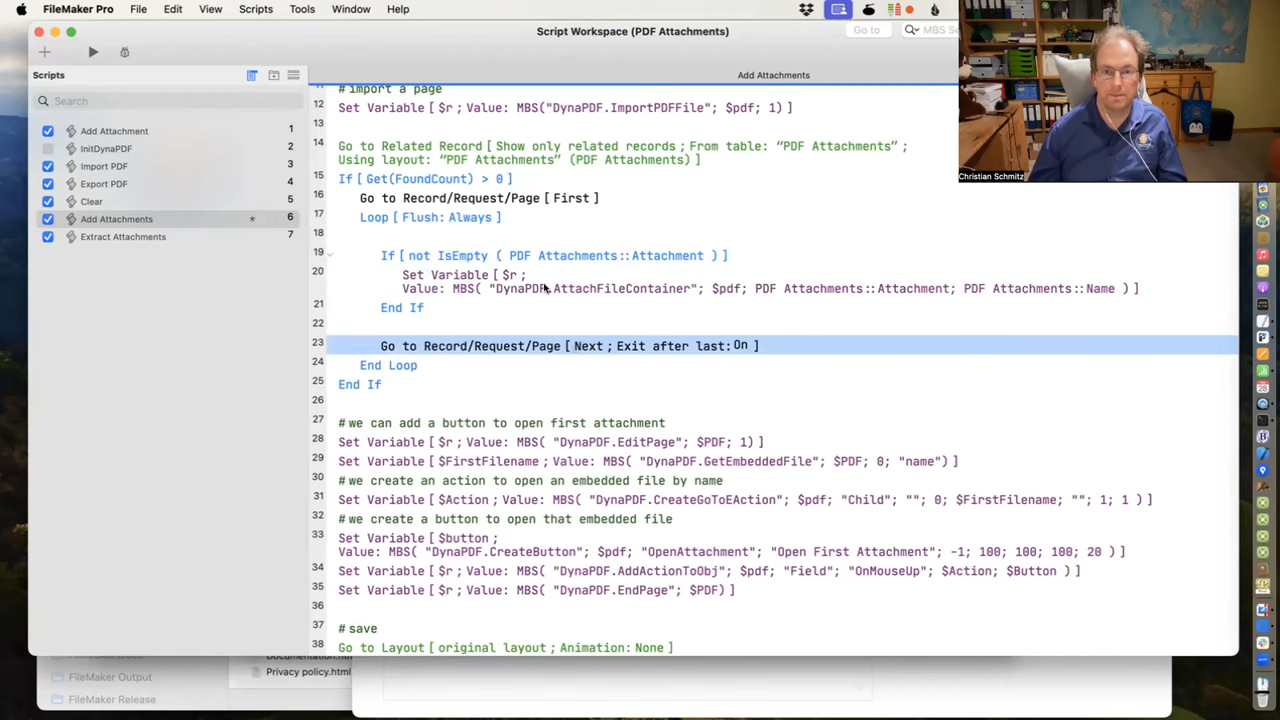 FileMaker Pro File Edit View Scripts Tools Window Help
Script Workspace (PDF Attachments)
Go to
MBS Se
Scripts
Add Attachments
Search
Add Attachment 1
InitDynaPDF 2
Import PDF 3
Export PDF 4
Clear 5
Add Attachments * 6
Extract Attachments 7
# import a page
12 Set Variable [ $r ; Value: MBS("DynaPDF.ImportPDFFile"; $pdf; 1) ]
13
14 Go to Related Record [ Show only related records ; From table: “PDF Attachments” ;
Using layout: “PDF Attachments” (PDF Attachments) ]
15 If [ Get(FoundCount) > 0 ]
16 Go to Record/Request/Page [ First ]
17 Loop [ Flush: Always ]
18
19 If [ not IsEmpty ( PDF Attachments::Attachment ) ]
20 Set Variable [ $r ;
Value: MBS( "DynaPDF.AttachFileContainer"; $pdf; PDF Attachments::Attachment; PDF Attachments::Name ) ]
21 End If
22
23 Go to Record/Request/Page [ Next ; Exit after last: On ]
24 End Loop
25 End If
26
27 # we can add a button to open first attachment
28 Set Variable [ $r ; Value: MBS( "DynaPDF.EditPage"; $PDF; 1) ]
29 Set Variable [ $FirstFilename ; Value: MBS( "DynaPDF.GetEmbeddedFile"; $PDF; 0; "name") ]
30 # we create an action to open an embedded file by name
31 Set Variable [ $Action ; Value: MBS( "DynaPDF.CreateGoToEAction"; $pdf; "Child"; ""; 0; $FirstFilename; ""; 1; 1 ) ]
32 # we create a button to open that embedded file
33 Set Variable [ $button ;
Value: MBS( "DynaPDF.CreateButton"; $pdf; "OpenAttachment"; "Open First Attachment"; -1; 100; 100; 100; 20 ) ]
34 Set Variable [ $r ; Value: MBS( "DynaPDF.AddActionToObj"; $pdf; "Field"; "OnMouseUp"; $Action; $Button ) ]
35 Set Variable [ $r ; Value: MBS( "DynaPDF.EndPage"; $PDF) ]
36
37 # save
38 Go to Layout [ original layout ; Animation: None ]
Christian Schmitz
FileMaker Output
FileMaker Release
Privacy policy.html